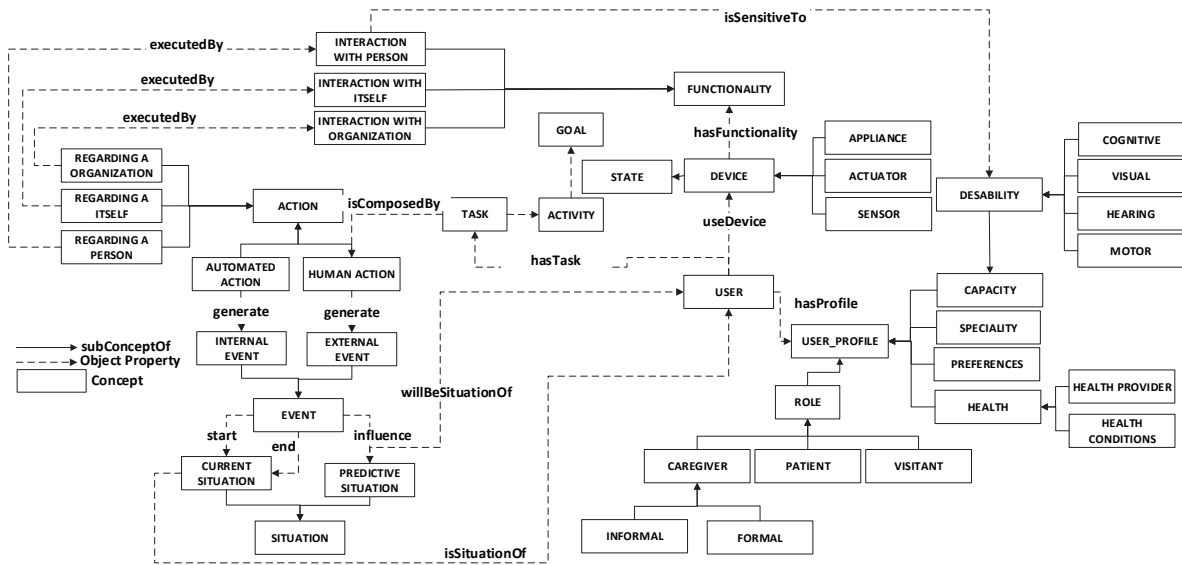 isSensitiveTo
executedBy
INTERACTION
WITH PERSON
executedBy
INTERACTION WITH
ITSELF
FUNCTIONALITY
executedBy
INTERACTION WITH
ORGANIZATION
GOAL
hasFunctionality
APPLIANCE
COGNITIVE
REGARDING A
ORGANIZATION
STATE
DEVICE
ACTUATOR
VISUAL
DESABILITY
REGARDING A
ITSELF
ACTION
isComposedBy
TASK
ACTIVITY
SENSOR
HEARING
useDevice
REGARDING A
PERSON
MOTOR
hasTask
AUTOMATED
ACTION
HUMAN ACTION
USER
hasProfile
CAPACITY
generate
generate
SPECIALITY
subConceptOf
INTERNAL
EVENT
EXTERNAL
EVENT
USER_PROFILE
Object Property
PREFERENCES
Concept
willBeSituationOf
ROLE
HEALTH
HEALTH PROVIDER
EVENT
start
end
influence
HEALTH
CONDITIONS
CURRENT
SITUATION
PREDICTIVE
SITUATION
CAREGIVER
PATIENT
VISITANT
SITUATION
INFORMAL
FORMAL
isSituationOf